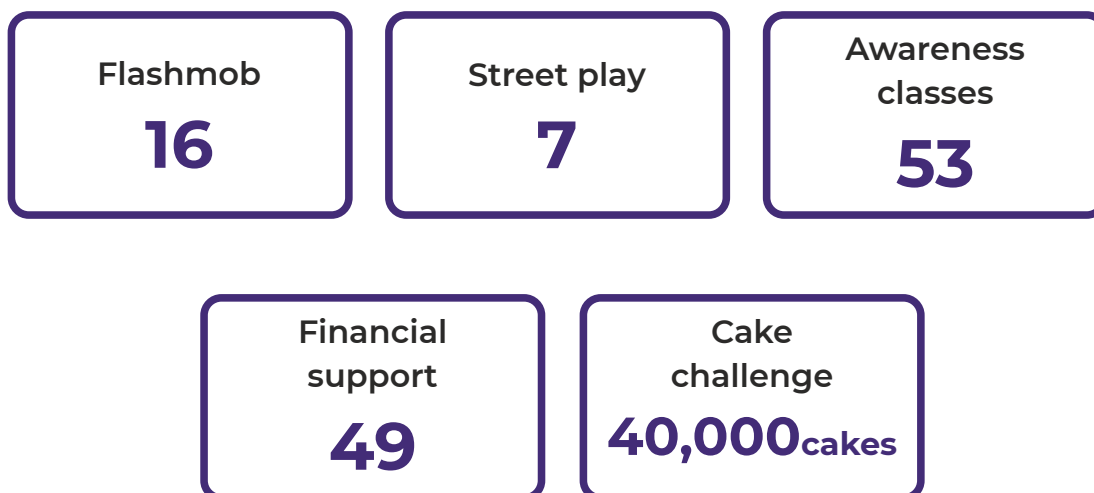 Flashmob
16
Street play
7
Awareness
classes
53
Financial
support
49
Cake
challenge
40,000cakes